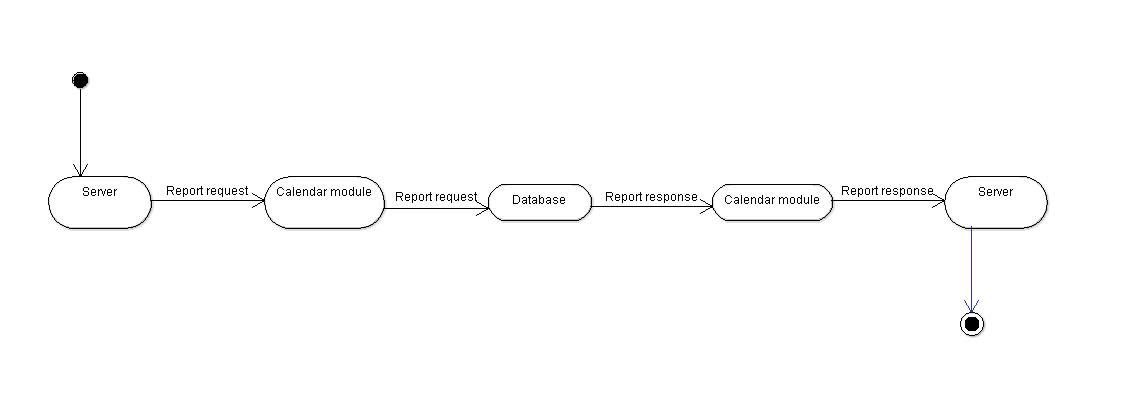 Server
Report request
Calendar module
Report request
Database
Report response
Calendar module
Report response
Server